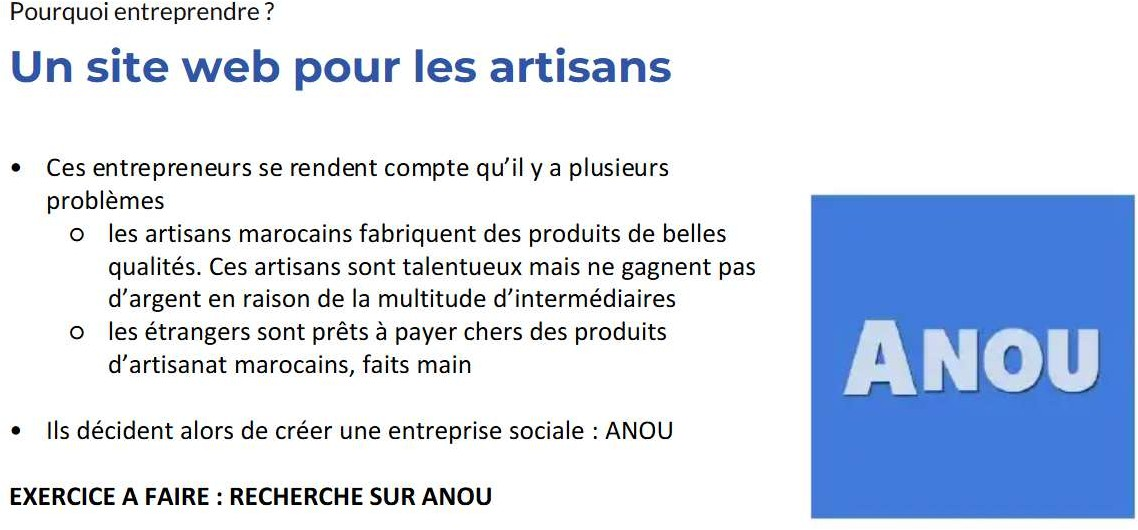 Pourquoi entreprendre ?
Un site web pour les artisans
• Ces entrepreneurs se rendent compte qu’il y a plusieurs
problèmes
o les artisans marocains fabriquent des produits de belles
qualités. Ces artisans sont talentueux mais ne gagnent pas
d’argent en raison de la multitude d’intermédiaires
o les étrangers sont prêts à payer chers des produits
d’artisanat marocains, faits main
• Ils décident alors de créer une entreprise sociale : ANOU
EXERCICE A FAIRE : RECHERCHE SUR ANOU
ANOU